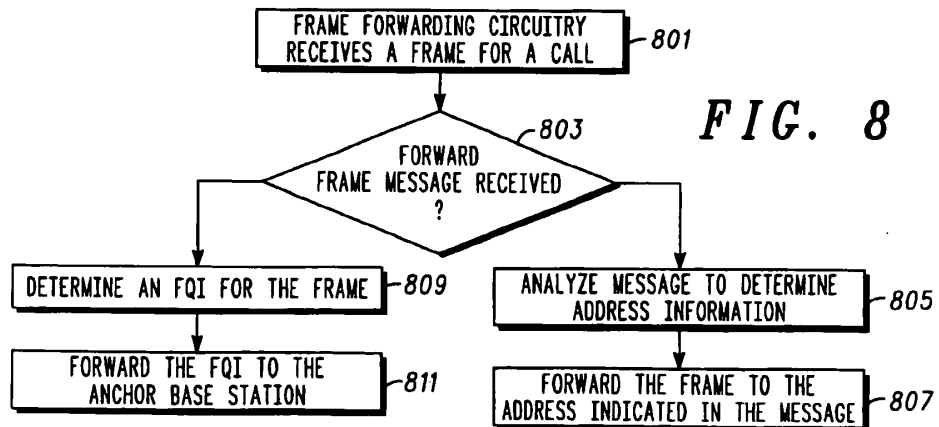 FRAME FORWARDING CIRCUITRY
RECEIVES A FRAME FOR A CALL
801
FIG. 8
803
FORWARD
FRAME MESSAGE RECEIVED
?
DETERMINE AN FQI FOR THE FRAME
809
FORWARD THE FQI TO THE
ANCHOR BASE STATION
811
ANALYZE MESSAGE TO DETERMINE
ADDRESS INFORMATION
805
FORWARD THE FRAME TO THE
ADDRESS INDICATED IN THE MESSAGE
807